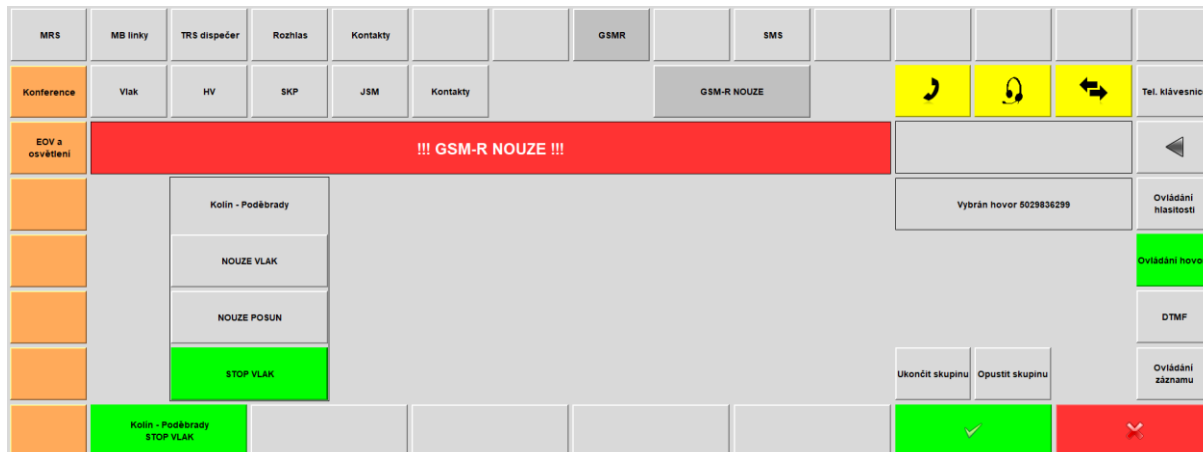 MRS
MB linky
TRS dispečer
Rozhlas
Kontakty
GSMR
SMS
Konference
Vlak
HV
SKP
JSM
Kontakty
GSM-R NOUZE
Tel. klávesnice
EOV a
osvětlení
!!! GSM-R NOUZE !!!
Kolín - Poděbrady
Vybrán hovor 5029836299
Ovládání
hlasitosti
NOUZE VLAK
Ovládání hovo
NOUZE POSUN
DTMF
STOP VLAK
Ukončit skupinu
Opustit skupinu
Ovládání
záznamu
Kolín - Poděbrady
STOP VLAK